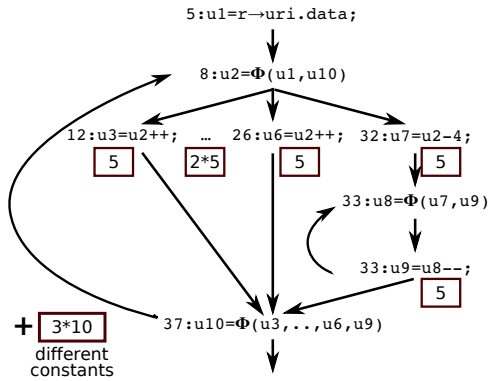 5:u1=r→uri.data;
8:u2=Φ(u1,u10)
12:u3=u2++; … 26:u6=u2++; 32:u7=u2-4;
5 2*5 5 5
33:u8=Φ(u7,u9)
33:u9=u8--;
5
37:u10=Φ(u3,..,u6,u9)
+ 3*10
different
constants